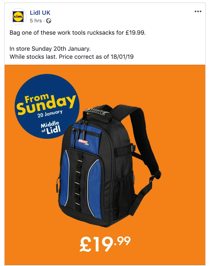 Lidl UK
5 hrs ·
Bag one of these work tools rucksacks for £19.99.
In store Sunday 20th January.
While stocks last. Price correct as of 18/01/19
From
Sunday
20 January
Middle
of Lidl
£19.99